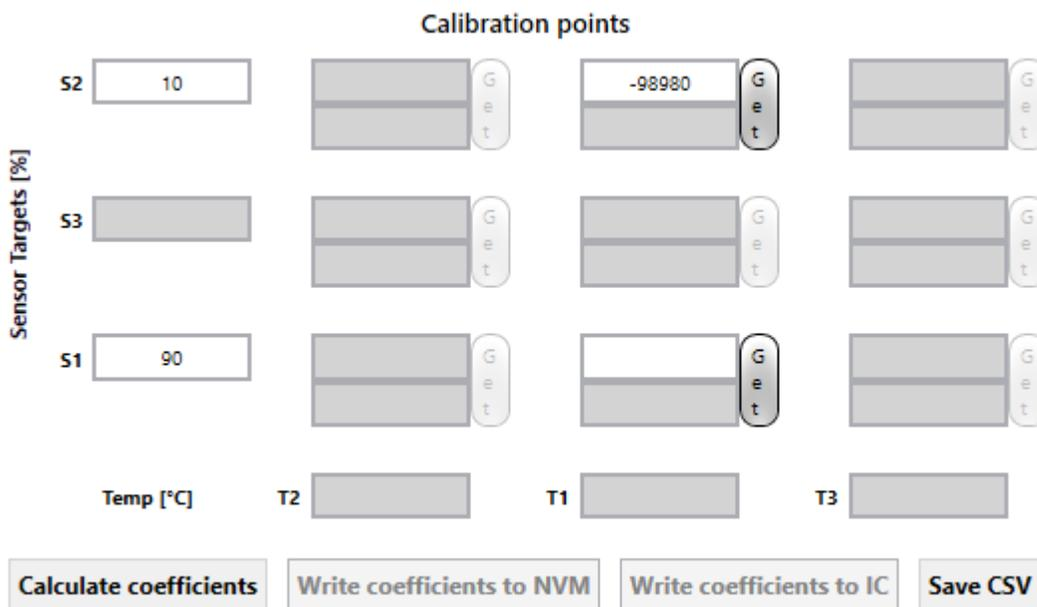 Calibration points
Sensor Targets [%]
S2 10 Get -98980 Get Get
S3 Get Get Get
S1 90 Get Get Get
Temp [°C] T2 T1 T3
Calculate coefficients Write coefficients to NVM Write coefficients to IC Save CSV